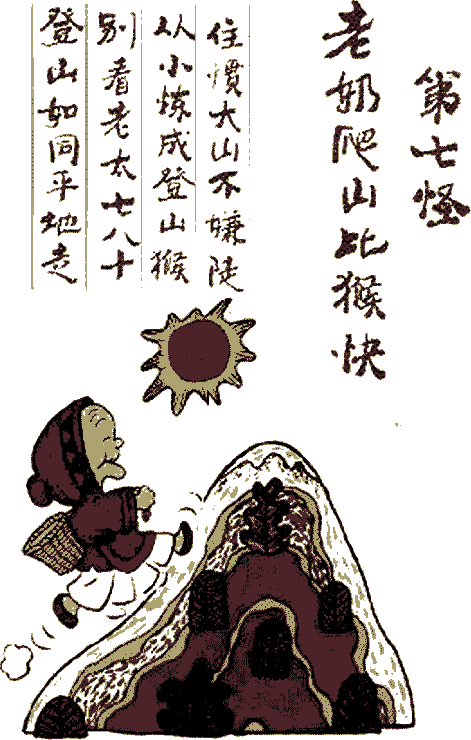 第七怪
老奶爬山比猴快
住惯大山不嫌陡
从小炼成登山猴
别看老太七八十
登山如同平地走